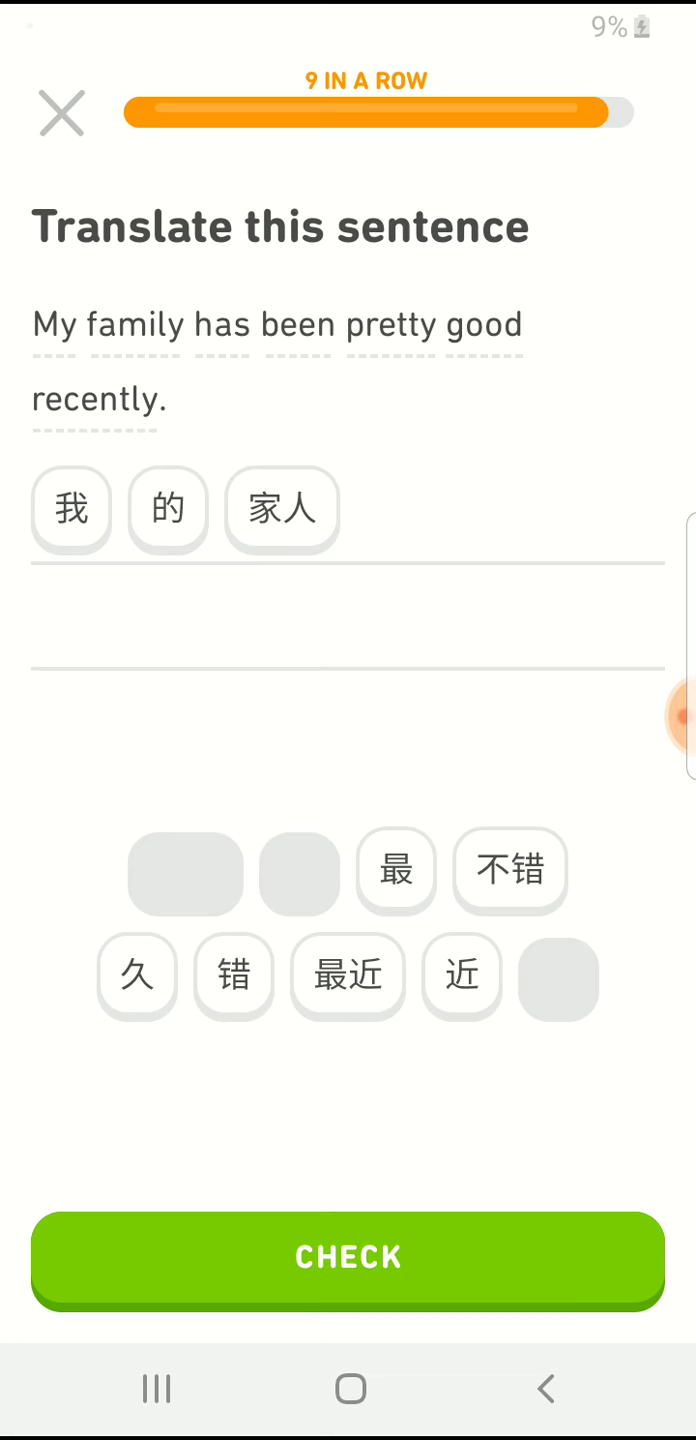 9%
9 IN A ROW
Translate this sentence
My family has been pretty good
recently.
我 的 家人
最 不错
久 错 最近 近
CHECK